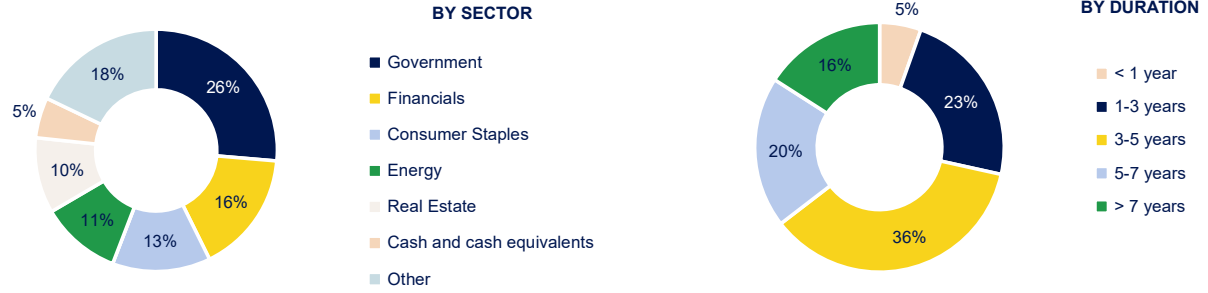 BY SECTOR
26%
16%
13%
11%
10%
5%
18%
Government
Financials
Consumer Staples
Energy
Real Estate
Cash and cash equivalents
Other
BY DURATION
5%
23%
36%
20%
16%
< 1 year
1-3 years
3-5 years
5-7 years
> 7 years